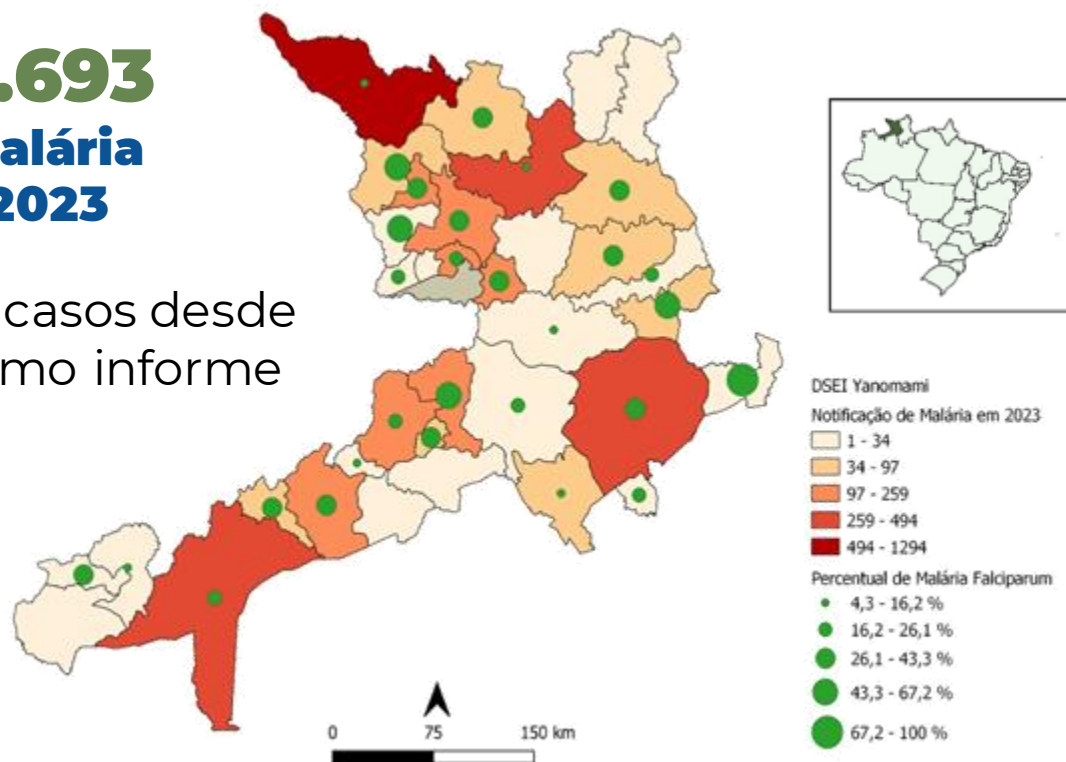 .693
alária
2023
casos desde
mo informe
DSEI Yanomami
Notificação de Malária em 2023
1 - 34
34 - 97
97 - 259
259 - 494
494 - 1294
Percentual de Malária Falciparum
4,3 - 16,2 %
16,2 - 26,1 %
26,1 - 43,3 %
43,3 - 67,2 %
67,2 - 100 %
0 75 150 km